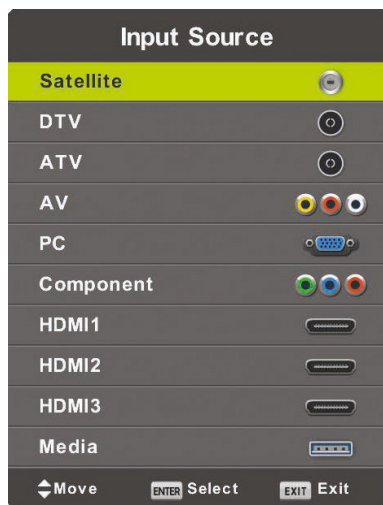 Input Source
Satellite
DTV
ATV
AV
PC
Component
HDMI1
HDMI2
HDMI3
Media
Move ENTER Select EXIT Exit